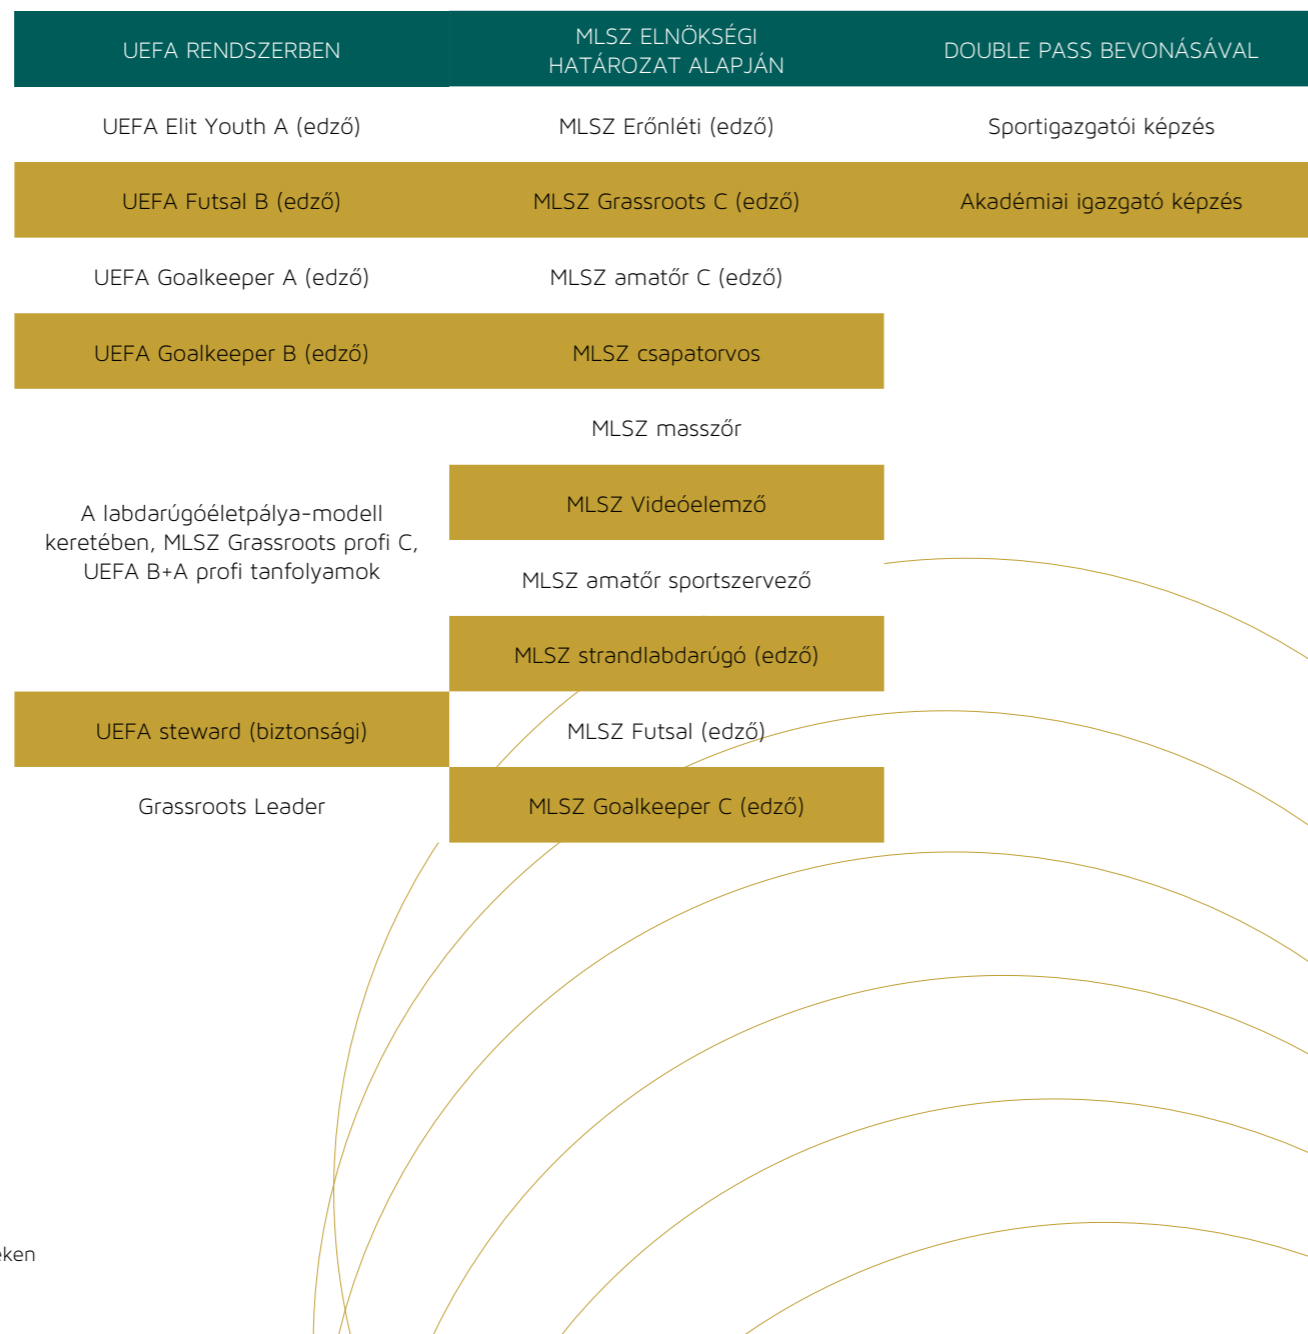 UEFA RENDSZERBEN
MLSZ ELNÖKSÉGI
HATÁROZAT ALAPJÁN
DOUBLE PASS BEVONÁSÁVAL
UEFA Elit Youth A (edző)
MLSZ Erőnléti (edző)
Sportigazgatói képzés
UEFA Futsal B (edző)
MLSZ Grassroots C (edző)
Akadémiai igazgató képzés
UEFA Goalkeeper A (edző)
MLSZ amatőr C (edző)
UEFA Goalkeeper B (edző)
MLSZ csapatorvos
MLSZ masszőr
A labdarúgóéletpálya-modell
keretében, MLSZ Grassroots profi C,
UEFA B+A profi tanfolyamok
MLSZ Videóelemző
MLSZ amatőr sportszervező
MLSZ strandlabdarúgó (edző)
UEFA steward (biztonsági)
MLSZ Futsal (edző)
Grassroots Leader
MLSZ Goalkeeper C (edző)